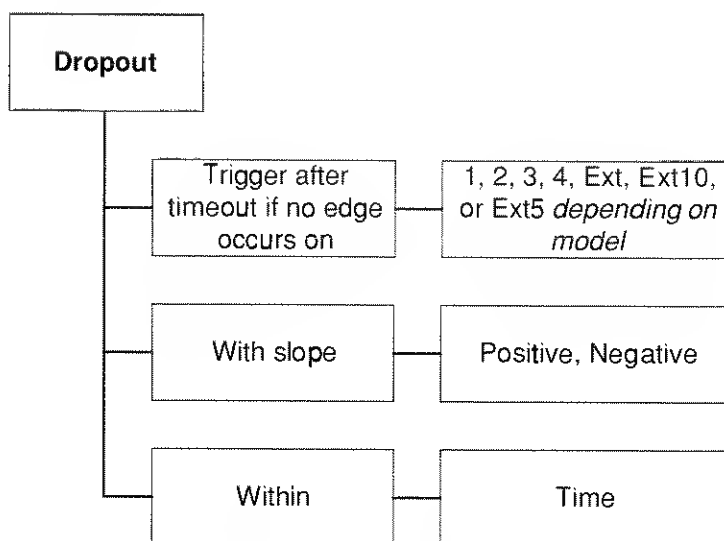 Dropout
Trigger after
timeout if no edge
occurs on
1, 2, 3, 4, Ext, Ext10,
or Ext5 depending on
model
With slope
Positive, Negative
Within
Time